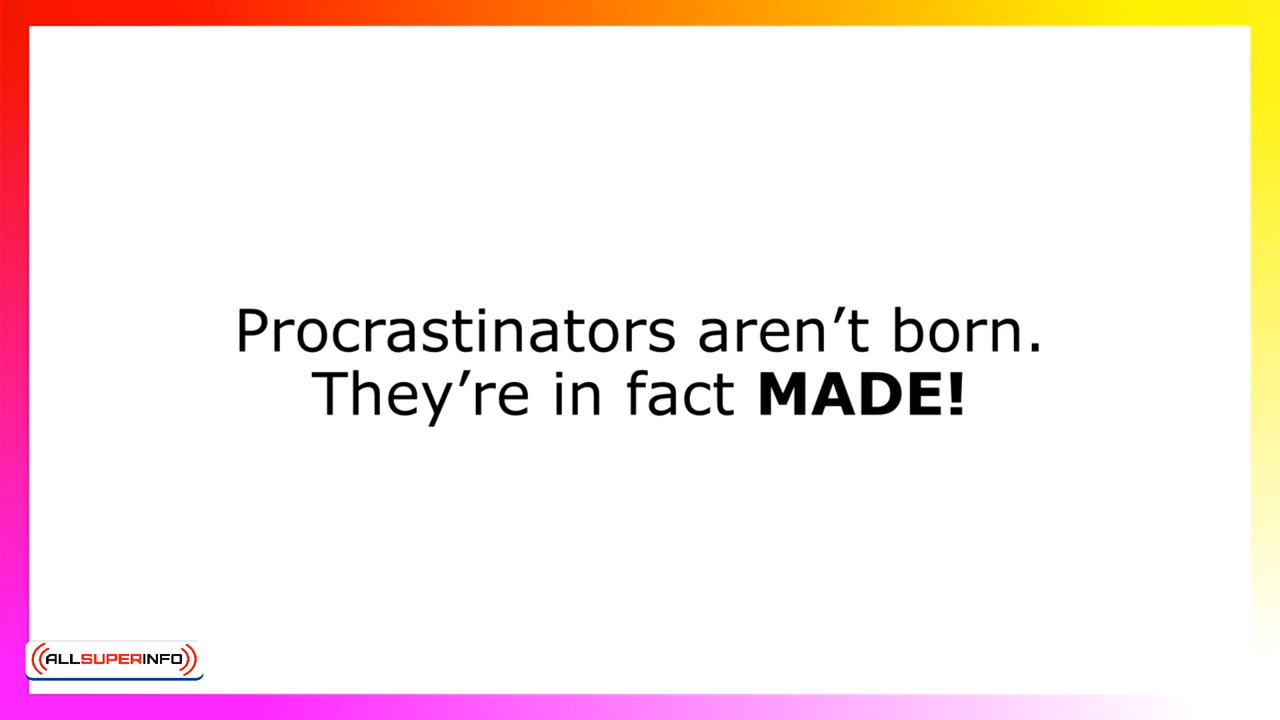 Procrastinators aren’t born.
They’re in fact MADE!
ALLSUPERINFO